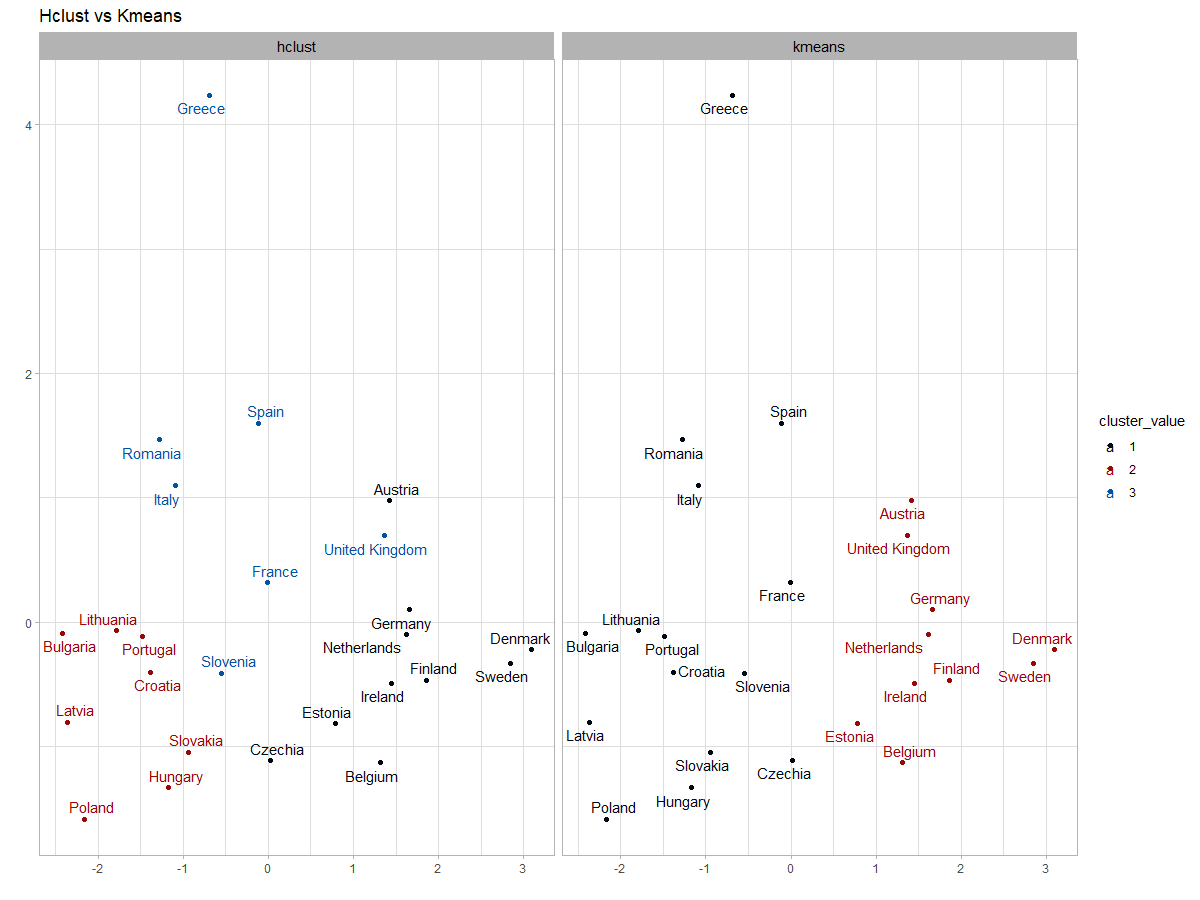 Hclust vs Kmeans
hclust
kmeans
Greece
Greece
4
Spain
Spain
Romania
Romania
Italy
Italy
Austria
Austria
United Kingdom
United Kingdom
France
France
Germany
Germany
Lithuania
Lithuania
0
Bulgaria
Portugal
Netherlands
Denmark
Bulgaria
Portugal
Netherlands
Denmark
Croatia
Slovenia
Finland
Sweden
Croatia
Slovenia
Finland
Sweden
Ireland
Ireland
Latvia
Estonia
Latvia
Estonia
Slovakia
Czechia
Slovakia
Czechia
Belgium
Belgium
Hungary
Hungary
Poland
Poland
2
-2
-1
0
1
2
3
-2
-1
0
1
2
3
cluster_value
a 1
a 2
a 3